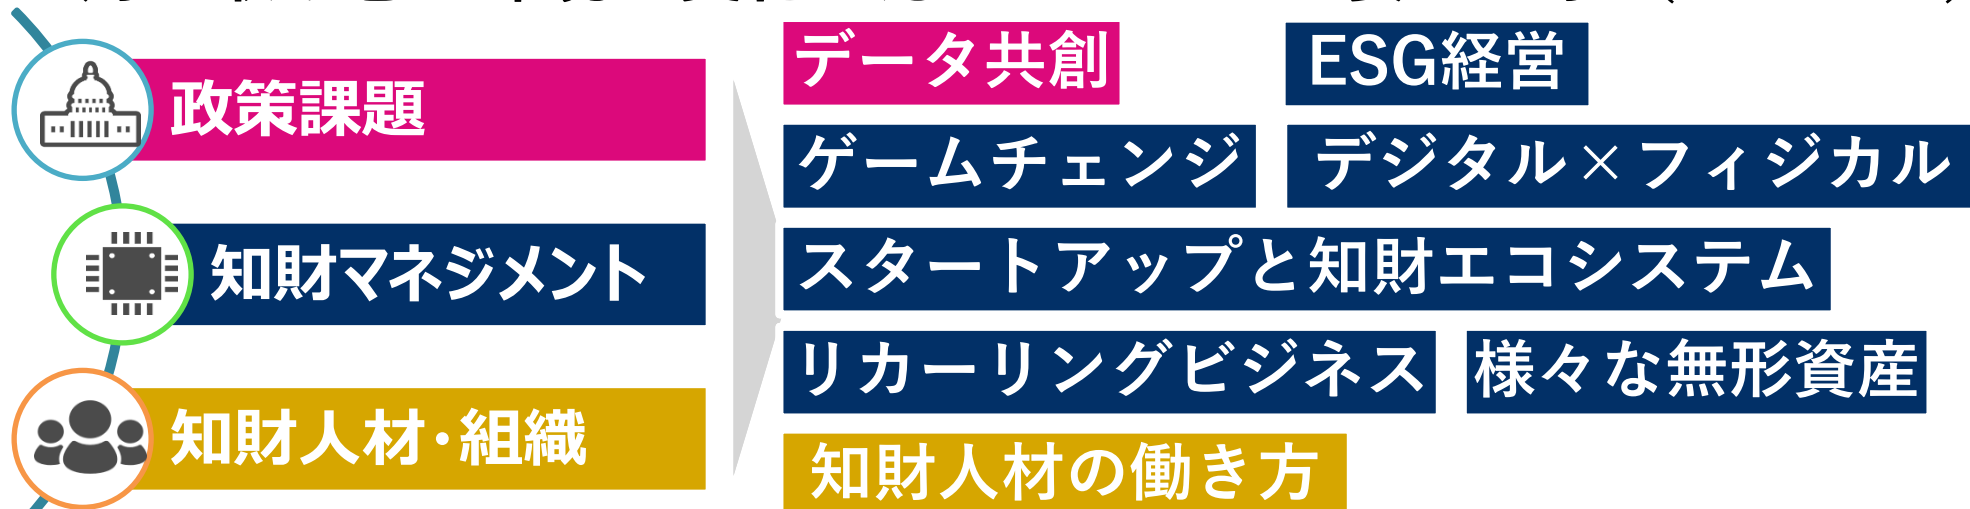 政策課題
知財マネジメント
知財人材・組織
データ共創
ESG経営
ゲームチェンジ
デジタル×フィジカル
スタートアップと知財エコシステム
リカーリングビジネス
様々な無形資産
知財人材の働き方